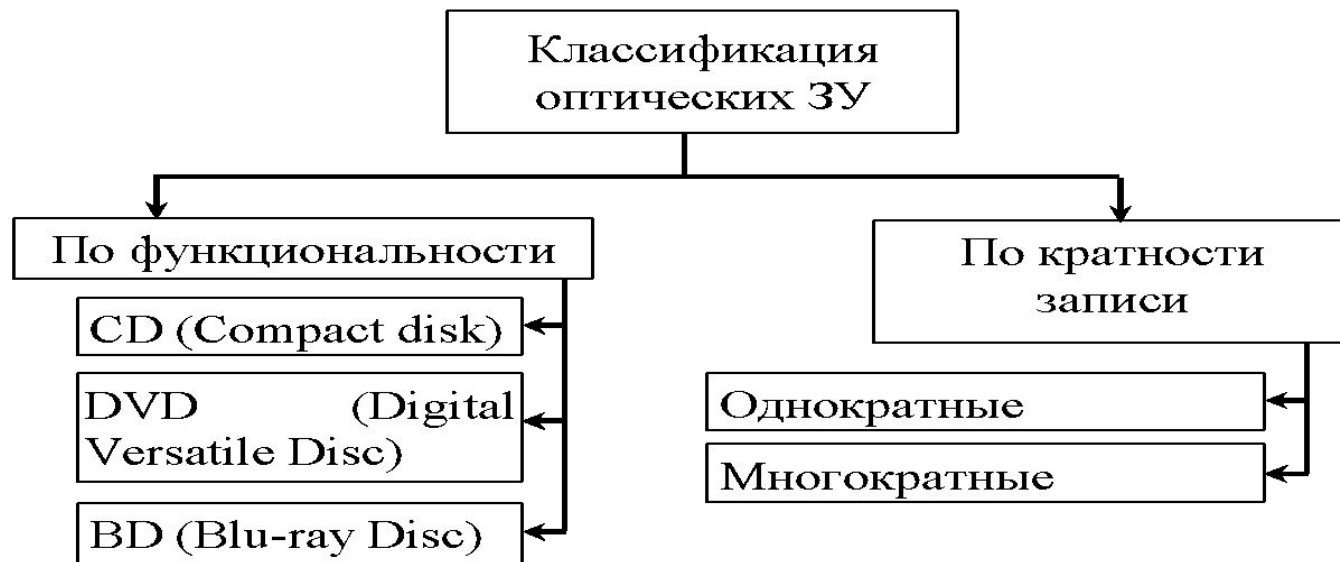 Классификация
оптических ЗУ
По функциональности
CD (Compact disk)
DVD (Digital
Versatile Disc)
BD (Blu-ray Disc)
По кратности
записи
Однократные
Многократные